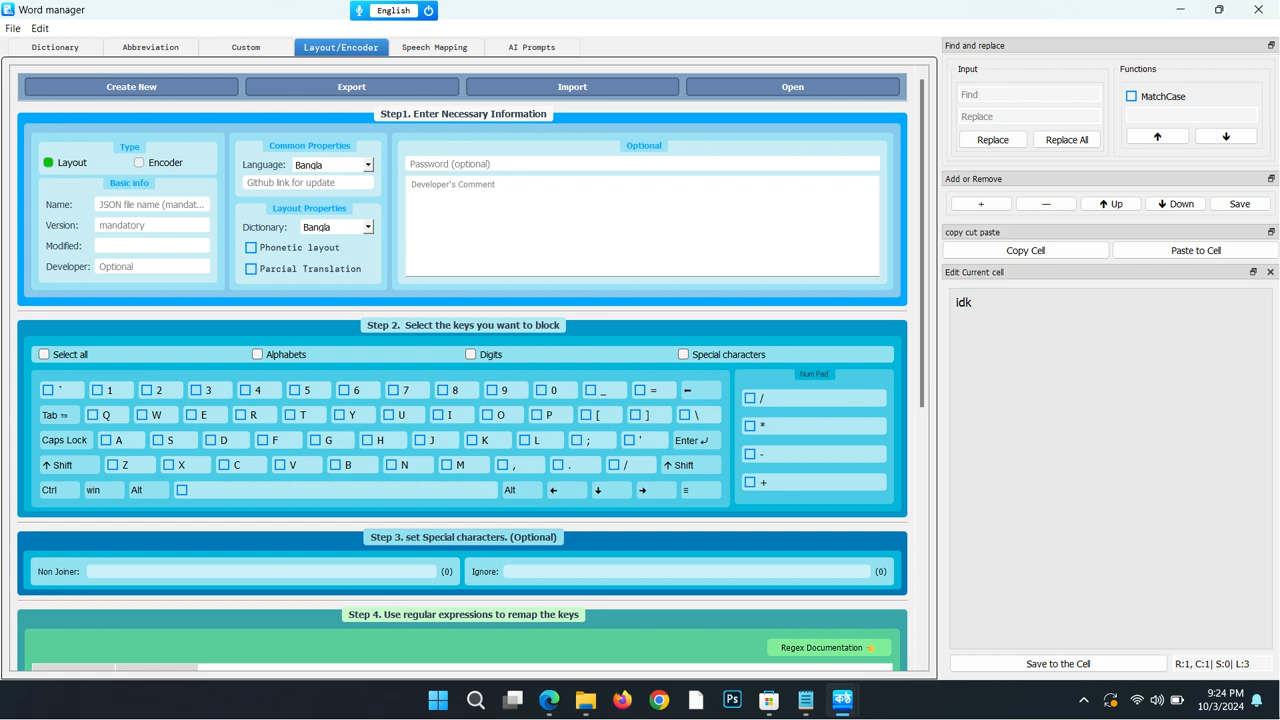 Word manager
English
File Edit
Dictionary Abbreviation Custom Layout/Encoder Speech Mapping AI Prompts
Create New Export Import Open
Step1. Enter Necessary Information
Type
Layout Encoder
Basic info
Name: JSON file name (mandat...
Version: mandatory
Modified:
Developer: Optional
Common Properties
Language: Bangla
Github link for update
Layout Properties
Dictionary: Bangla
Phonetic layout
Parcial Translation
Optional
Password (optional)
Developer's Comment
Step 2. Select the keys you want to block
Select all Alphabets Digits Special characters
` 1 2 3 4 5 6 7 8 9 0 _ = ←
Tab Q W E R T Y U I O P [ ] \
Caps Lock A S D F G H J K L ; ' Enter ↲
↑ Shift Z X C V B N M , . / ↑ Shift
Ctrl win Alt Alt ← ↓ → ≡
Num Pad
/
*
-
+
Step 3. set Special characters. (Optional)
Non Joiner: (0) Ignore: (0)
Step 4. Use regular expressions to remap the keys
Regex Documentation 👈
Find and replace
Input
Find
Replace
Replace Replace All
Functions
MatchCase
↑ ↓
Add or Remove
+ — ↑ Up ↓ Down Save
copy cut paste
Copy Cell Paste to Cell
Edit Current cell
idk
Save to the Cell R:1, C:1| S:0| L:3
Ps
9:24 PM
10/3/2024